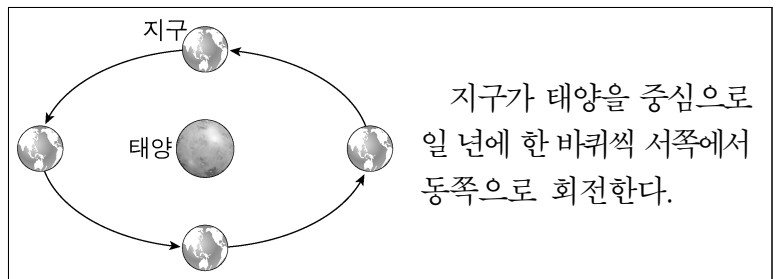 지구
태양
지구가 태양을 중심으로
일 년에 한 바퀴씩 서쪽에서
동쪽으로 회전한다.